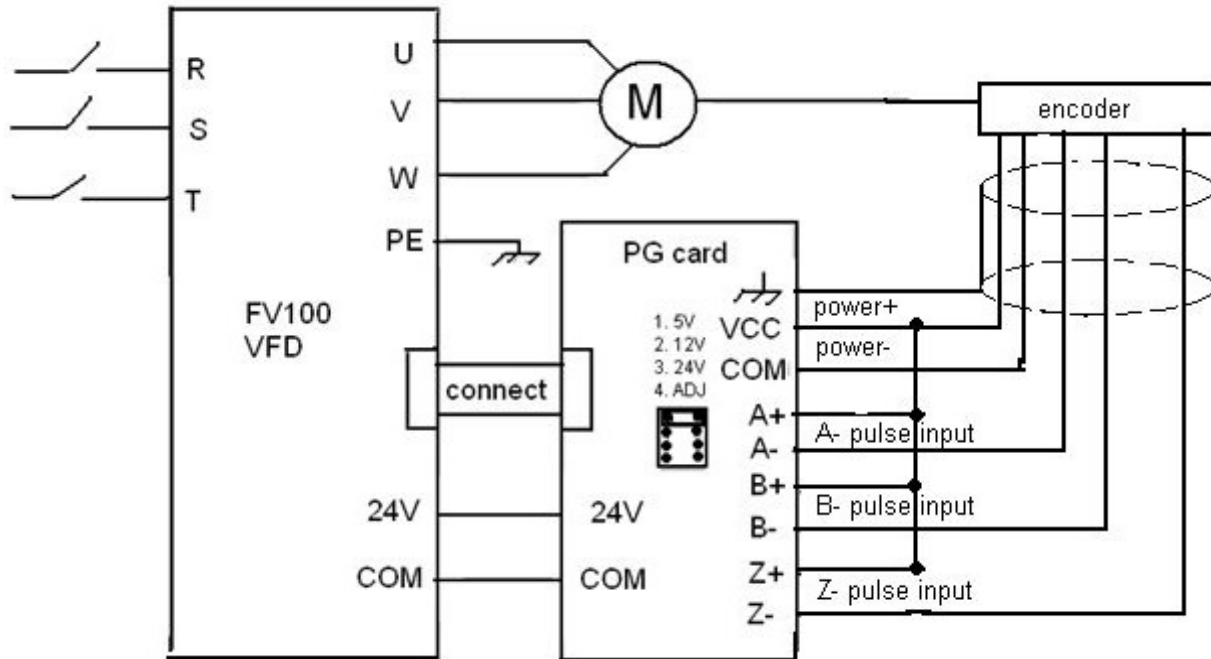 R
S
T
U
V
W
PE
FV100
VFD
M
encoder
connect
PG card
1. 5V
2. 12V
3. 24V
4. ADJ
VCC
COM
A+
A-
B+
B-
Z+
Z-
power+
power-
A- pulse input
B- pulse input
Z- pulse input
24V
24V
COM
COM